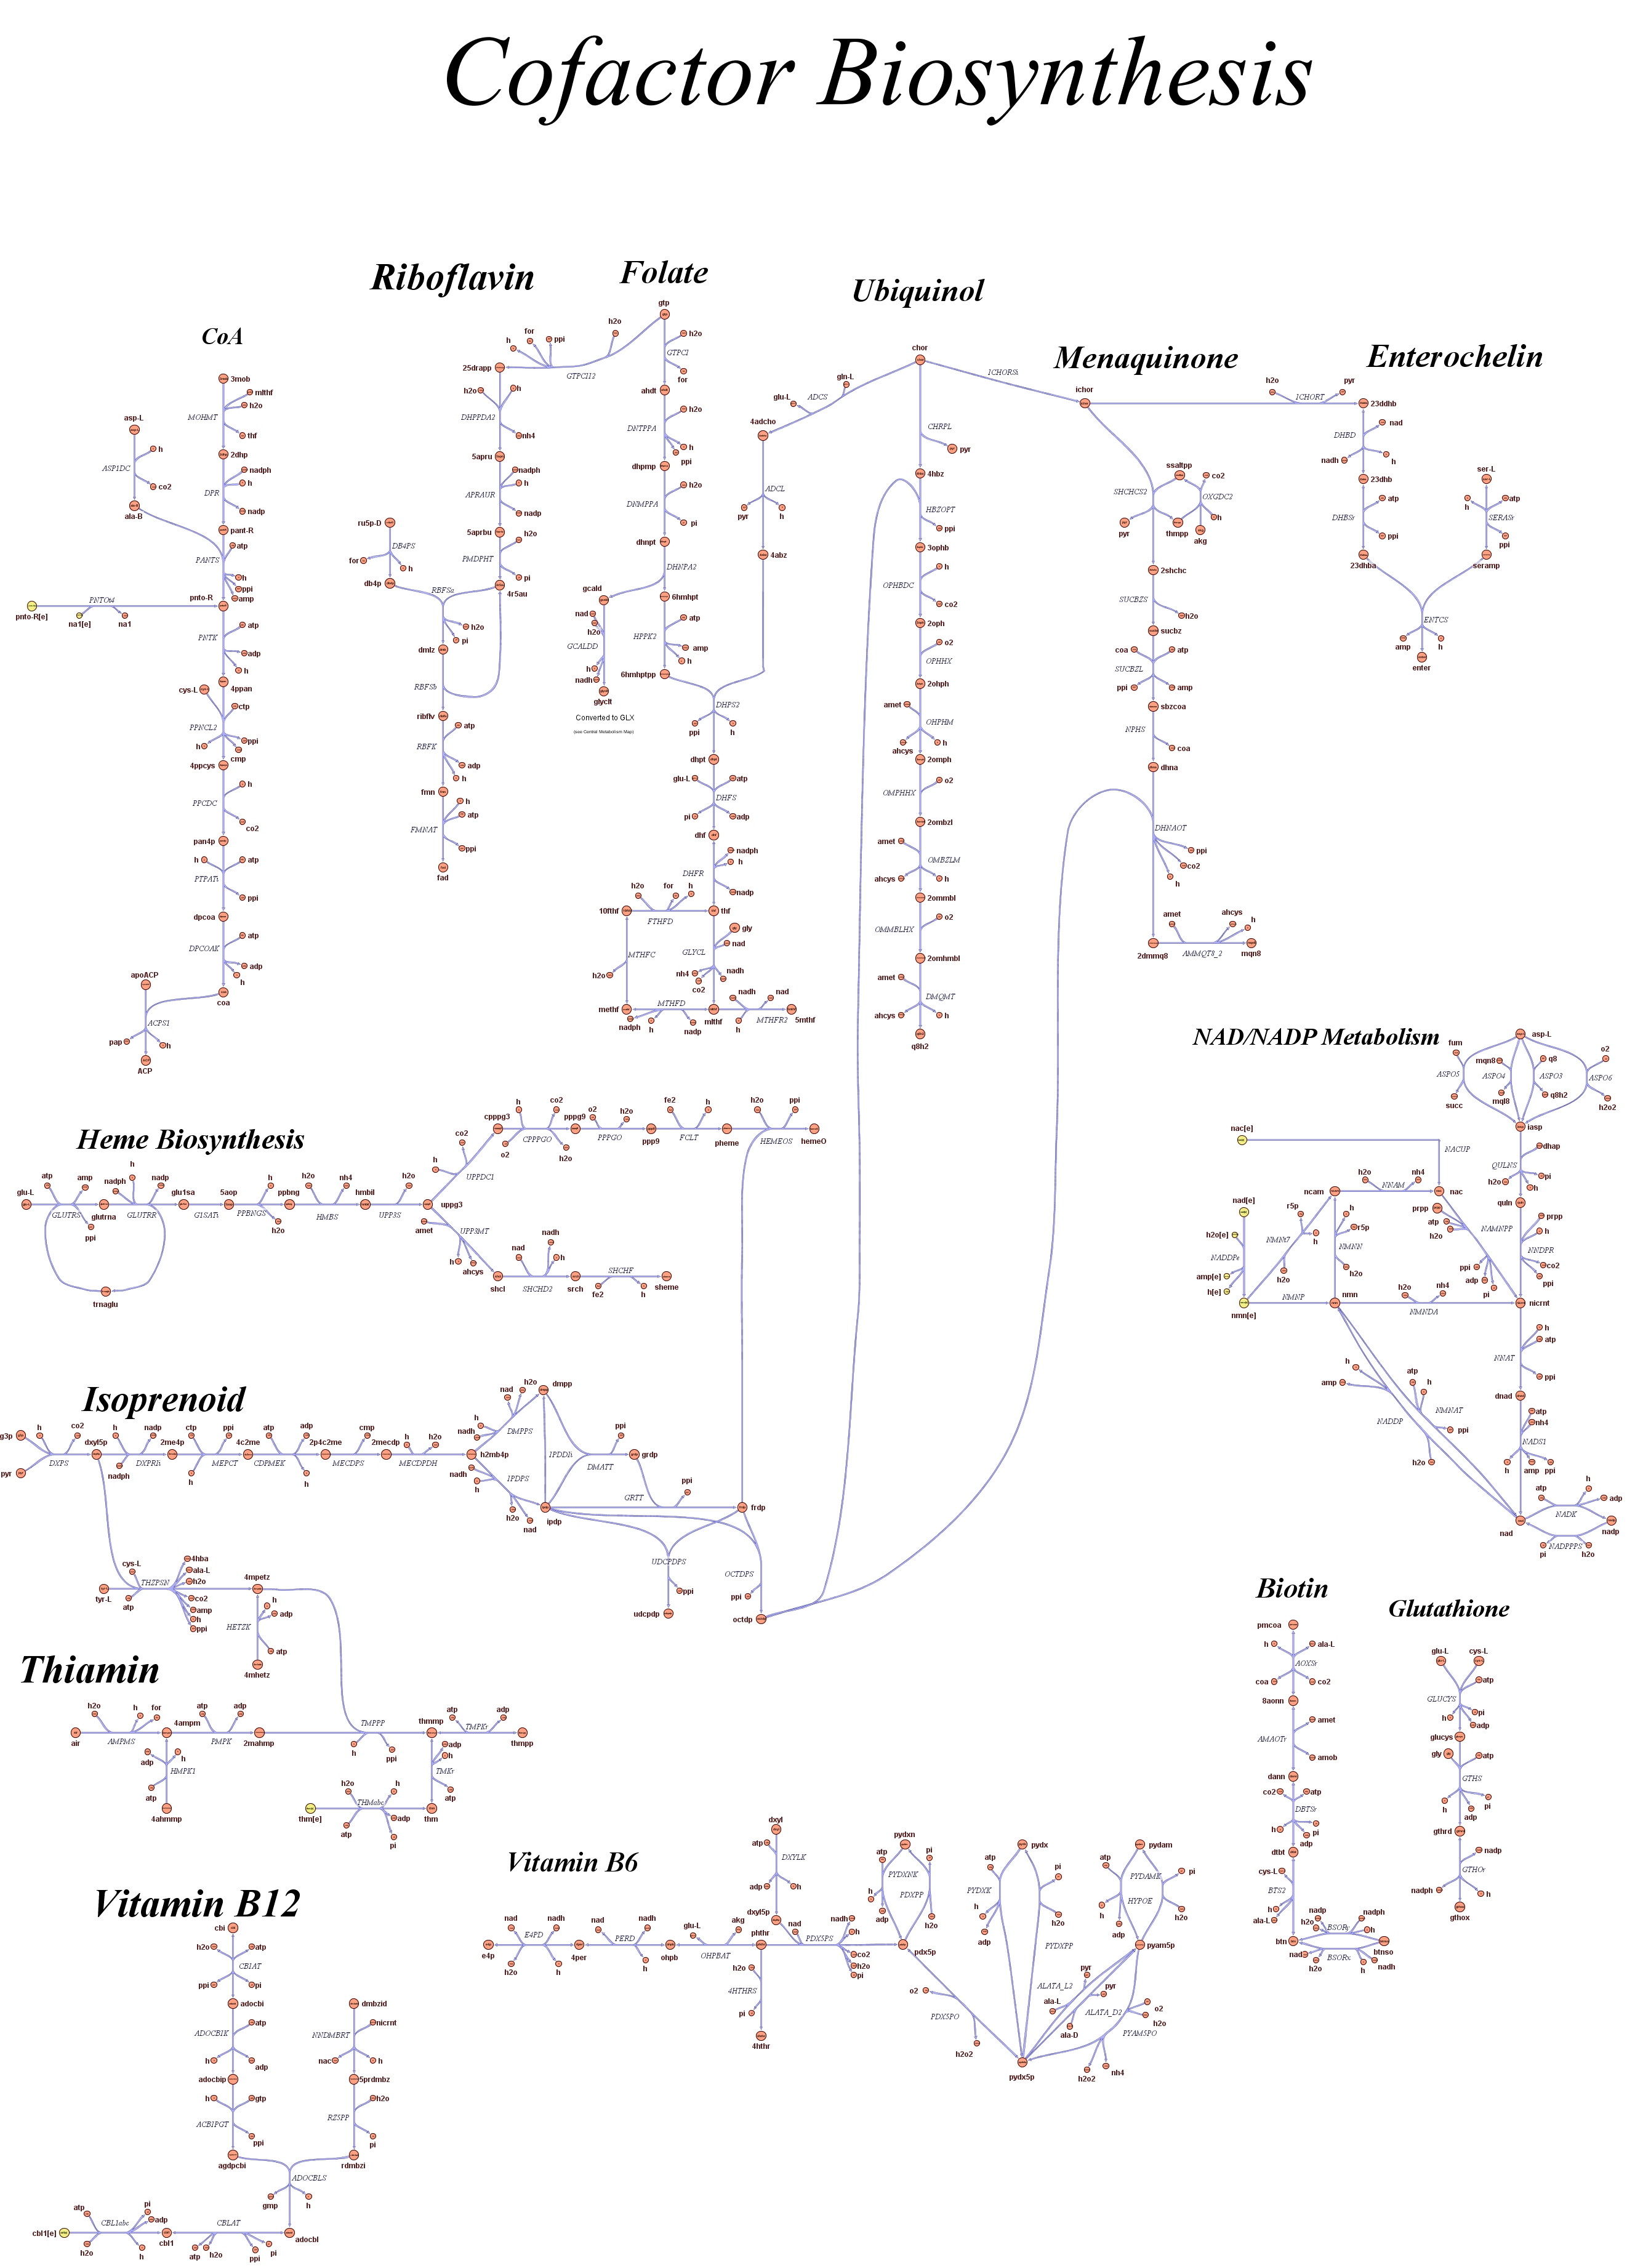 Cofactor Biosynthesis
Riboflavin
Folate
Ubiquinol
CoA
Menaquinone
Enterochelin
3mob
mlthf
h2o
MOHMT
thf
2dhp
nadph
h
DPR
nadp
pant-R
asp-L
h
ASP1DC
co2
ala-B
atp
PANTS
h
ppi
amp
pnto-R
pnto-R[e]
PNTOt4
na1[e]
na1
atp
PNTK
adp
h
4ppan
cys-L
ctp
PPNCL2
h
ppi
cmp
4ppcys
h
PPCDC
co2
pan4p
h
atp
PTPATi
ppi
dpcoa
atp
DPCOAK
adp
h
coa
apoACP
ACPS1
pap
h
ACP
gtp
h2o
for
h
ppi
GTPCII2
25drapp
h2o
h
DHPPDA2
nh4
5apru
nadph
h
APRAUR
nadp
5aprbu
h2o
PMDPHT
pi
4r5au
ru5p-D
DB4PS
for
h
db4p
RBFSa
h2o
pi
dmlz
RBFSb
ribflv
atp
RBFK
adp
h
fmn
h
atp
FMNAT
ppi
fad
h2o
GTPCI
for
ahdt
h2o
DNTPPA
h
ppi
dhpmp
h2o
DNMPPA
pi
dhnpt
DHNPA2
gcald
6hmhpt
nad
h2o
GCALDD
h
nadh
glyclt
Converted to GLX
(see Central Metabolism Map)
atp
HPPK2
amp
h
6hmhptpp
DHPS2
ppi
h
dhpt
glu-L
atp
DHFS
pi
adp
dhf
nadph
h
DHFR
nadp
thf
10fthf
h2o
for
h
FTHFD
MTHFC
h2o
methf
gly
nad
GLYCL
nh4
nadh
co2
MTHFD
nadph
h
nadp
mlthf
nadh
nad
h
MTHFR2
5mthf
chor
gln-L
glu-L
ADCS
4adcho
ADCL
pyr
h
4abz
CHRPL
pyr
4hbz
HBZOPT
ppi
3ophb
h
OPHBDC
co2
2oph
o2
OPHHX
2ohph
amet
OHPHM
ahcys
h
2omph
o2
OMPHHX
2ombzl
amet
OMBZLM
ahcys
h
2ommbl
o2
OMMBLHX
2omhmbl
amet
DMQMT
ahcys
h
q8h2
ICHORSi
ichor
h2o
pyr
ICHORT
23ddhb
nad
DHBD
nadh
h
23dhb
atp
DHBSr
ppi
23dhba
ser-L
atp
h
SERASr
ppi
seramp
ENTCS
amp
h
enter
ssaltpp
co2
SHCHCS2
OXGDC2
h
pyr
thmpp
akg
2shchc
SUCBZS
h2o
sucbz
coa
atp
SUCBZL
ppi
amp
sbzcoa
NPHS
coa
dhna
DHNAOT
ppi
co2
h
2dmmq8
amet
ahcys
h
AMMQT8_2
mqn8
Heme Biosynthesis
glu-L
atp
amp
GLUTRS
ppi
glutrna
nadph
h
nadp
GLUTRR
trnaglu
glu1sa
G1SATi
5aop
h
PPBNGS
h2o
ppbng
h2o
nh4
HMBS
hmbil
h2o
UPP3S
uppg3
h
co2
UPPDC1
cpppg3
h
co2
CPPPGO
o2
h2o
pppg9
o2
h2o
PPPGO
ppp9
fe2
h
FCLT
pheme
h2o
ppi
HEMEOS
hemeO
amet
UPP3MT
h
ahcys
shcl
nad
nadh
h
SHCHD2
srch
SHCHF
fe2
h
sheme
NAD/NADP Metabolism
asp-L
fum
mqn8
q8
o2
ASPO5
ASPO4
ASPO3
ASPO6
succ
mql8
q8h2
h2o2
iasp
dhap
QULNS
pi
h2o
h
quln
prpp
h
NNDPR
co2
ppi
nicrnt
nac[e]
NACUP
ncam
h2o
nh4
NNAM
nac
prpp
atp
h2o
NAMNPP
ppi
adp
pi
nad[e]
h2o[e]
NADDPe
amp[e]
h[e]
nmn[e]
r5p
NMNt7
h
h2o
h
r5p
NMNN
h2o
NMNP
nmn
h2o
nh4
NMNDA
h
atp
NNAT
ppi
dnad
atp
nh4
NADS1
h
amp
ppi
h
amp
atp
h
NMNAT
NADDP
ppi
h2o
nad
atp
h
adp
NADK
nadp
NADPPPS
pi
h2o
Isoprenoid
g3p
h
co2
dxyl5p
pyr
DXPS
h
nadp
nadph
DXPRIi
2me4p
ctp
ppi
MEPCT
h
4c2me
atp
adp
CDPMEK
h
2p4c2me
cmp
MECDPS
2mecdp
h
h2o
MECDPDH
h2mb4p
nad
h2o
h
nadh
DMPPS
dmpp
nadh
h
IPDPS
h2o
nad
IPDDIi
DMATT
ppi
grdp
GRTT
ppi
ipdp
frdp
UDCPDPS
ppi
udcpdp
OCTDPS
ppi
octdp
cys-L
THZPSN
tyr-L
atp
4hba
ala-L
h2o
co2
amp
h
ppi
4mpetz
h
adp
HETZK
atp
4mhetz
Thiamin
h2o
h
for
air
AMPMS
4ampm
atp
adp
PMPK
2mahmp
TMPPP
h
ppi
thmmp
atp
adp
TMPKr
thmpp
adp
h
HMPK1
atp
4ahmmp
adp
h
TMKr
atp
thm
thm[e]
h2o
h
THMabc
atp
adp
pi
Biotin
Glutathione
pmcoa
h
ala-L
AOXSr
coa
co2
8aonn
amet
AMAOTr
amob
dann
co2
atp
DBTSr
h
pi
adp
dtbt
cys-L
BTS2
h
ala-L
btn
nadp
nadph
h2o
BSORy
h
btnso
nad
BSORx
h2o
h
nadh
glu-L
cys-L
atp
GLUCYS
h
pi
adp
glucys
gly
atp
GTHS
h
pi
adp
gthrd
nadp
GTHOr
nadph
h
gthox
Vitamin B6
dxyl
atp
DXYLK
adp
h
dxyl5p
e4p
nad
nadh
E4PD
h2o
h
4per
nad
nadh
PERD
h
ohpb
glu-L
akg
OHPBAT
phthr
nad
nadh
h
PDX5PS
co2
h2o
pi
h2o
4HTHRS
pi
4hthr
pydxn
atp
pi
PYDXNK
PDXPP
h
adp
h2o
pdx5p
o2
PDX5PO
h2o2
pydx
atp
pi
PYDXK
h
adp
h2o
PYDXPP
pydam
atp
pi
PYDAMK
HYPOE
h
adp
h2o
pyam5p
pyr
ALATA_L2
ala-L
pyr
ALATA_D2
ala-D
o2
h2o
PYAM5PO
nh4
h2o2
pydx5p
Vitamin B12
cbi
h2o
atp
CBIAT
ppi
pi
adocbi
atp
ADOCBIK
h
adp
adocbip
h
gtp
ACBIPGT
ppi
agdpcbi
dmbzid
nicrnt
NNDMBRT
nac
h
5prdmbz
h2o
RZ5PP
pi
rdmbzi
ADOCBLS
gmp
h
adocbl
cbl1[e]
atp
pi
adp
CBL1abc
h2o
h
cbl1
CBLAT
atp
h2o
ppi
pi